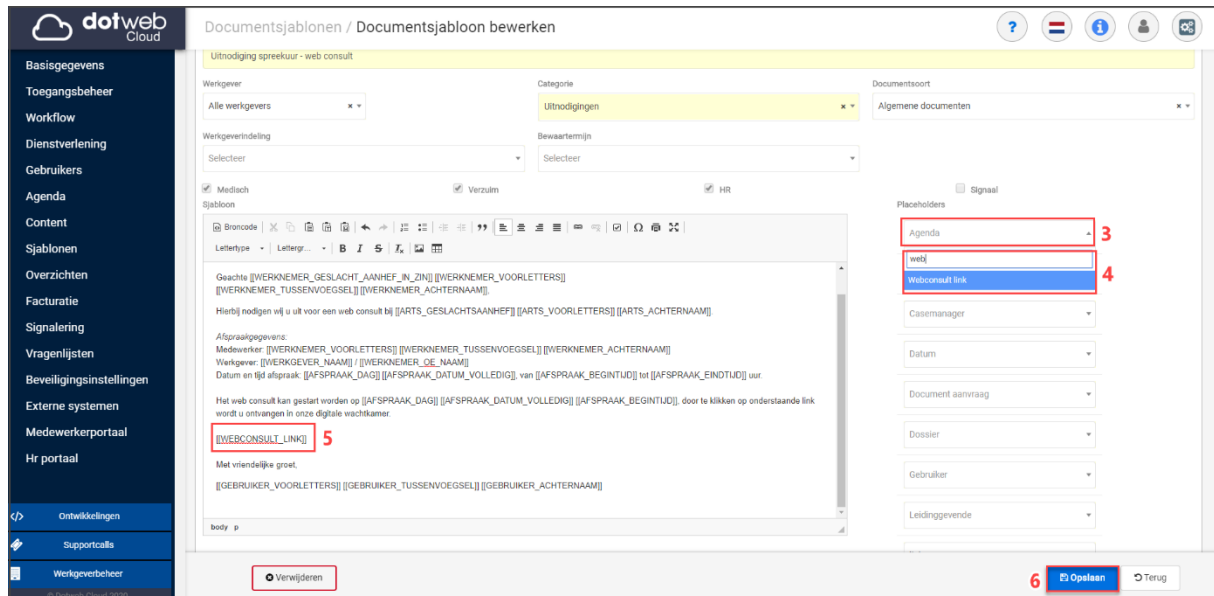 dotweb
Cloud
Documentsjablonen / Documentsjabloon bewerken
?
Basisgegevens
Toegangsbeheer
Workflow
Dienstverlening
Gebruikers
Agenda
Content
Sjablonen
Overzichten
Facturatie
Signalering
Vragenlijsten
Beveiligingsinstellingen
Externe systemen
Medewerkerportaal
Hr portaal
Ontwikkelingen
Supportcalls
Werkgeverbeheer
© Dotweb Cloud 2020
Uitnodiging spreekuur - web consult
Werkgever
Categorie
Documentsoort
Alle werkgevers
Uitnodigingen
Algemene documenten
Werkgeverindeling
Bewaartermijn
Selecteer
Selecteer
Medisch
Verzuim
HR
Signaal
Sjabloon
Broncode
Lettertype
Lettergr...
B I S Ix
Geachte [[WERKNEMER_GESLACHT_AANHEF_IN_ZIN]] [[WERKNEMER_VOORLETTERS]]
[[WERKNEMER_TUSSENVOEGSEL]] [[WERKNEMER_ACHTERNAAM]],
Hierbij nodigen wij u uit voor een web consult bij [[ARTS_GESLACHTSAANHEF]] [[ARTS_VOORLETTERS]] [[ARTS_ACHTERNAAM]].
Afspraakgegevens:
Medewerker: [[WERKNEMER_VOORLETTERS]] [[WERKNEMER_TUSSENVOEGSEL]] [[WERKNEMER_ACHTERNAAM]]
Werkgever: [[WERKGEVER_NAAM]] / [[WERKNEMER_OE_NAAM]]
Datum en tijd afspraak: [[AFSPRAAK_DAG]] [[AFSPRAAK_DATUM_VOLLEDIG]], van [[AFSPRAAK_BEGINTIJD]] tot [[AFSPRAAK_EINDTIJD]] uur.
Het web consult kan gestart worden op [[AFSPRAAK_DAG]] [[AFSPRAAK_DATUM_VOLLEDIG]] [[AFSPRAAK_BEGINTIJD]], door te klikken op onderstaande link
wordt u ontvangen in onze digitale wachtkamer.
[[WEBCONSULT_LINK]]
5
Met vriendelijke groet,
[[GEBRUIKER_VOORLETTERS]] [[GEBRUIKER_TUSSENVOEGSEL]] [[GEBRUIKER_ACHTERNAAM]]
body p
Placeholders
Agenda
3
web
Webconsult link
4
Casemanager
Datum
Document aanvraag
Dossier
Gebruiker
Leidinggevende
Verwijderen
6
Opslaan
Terug